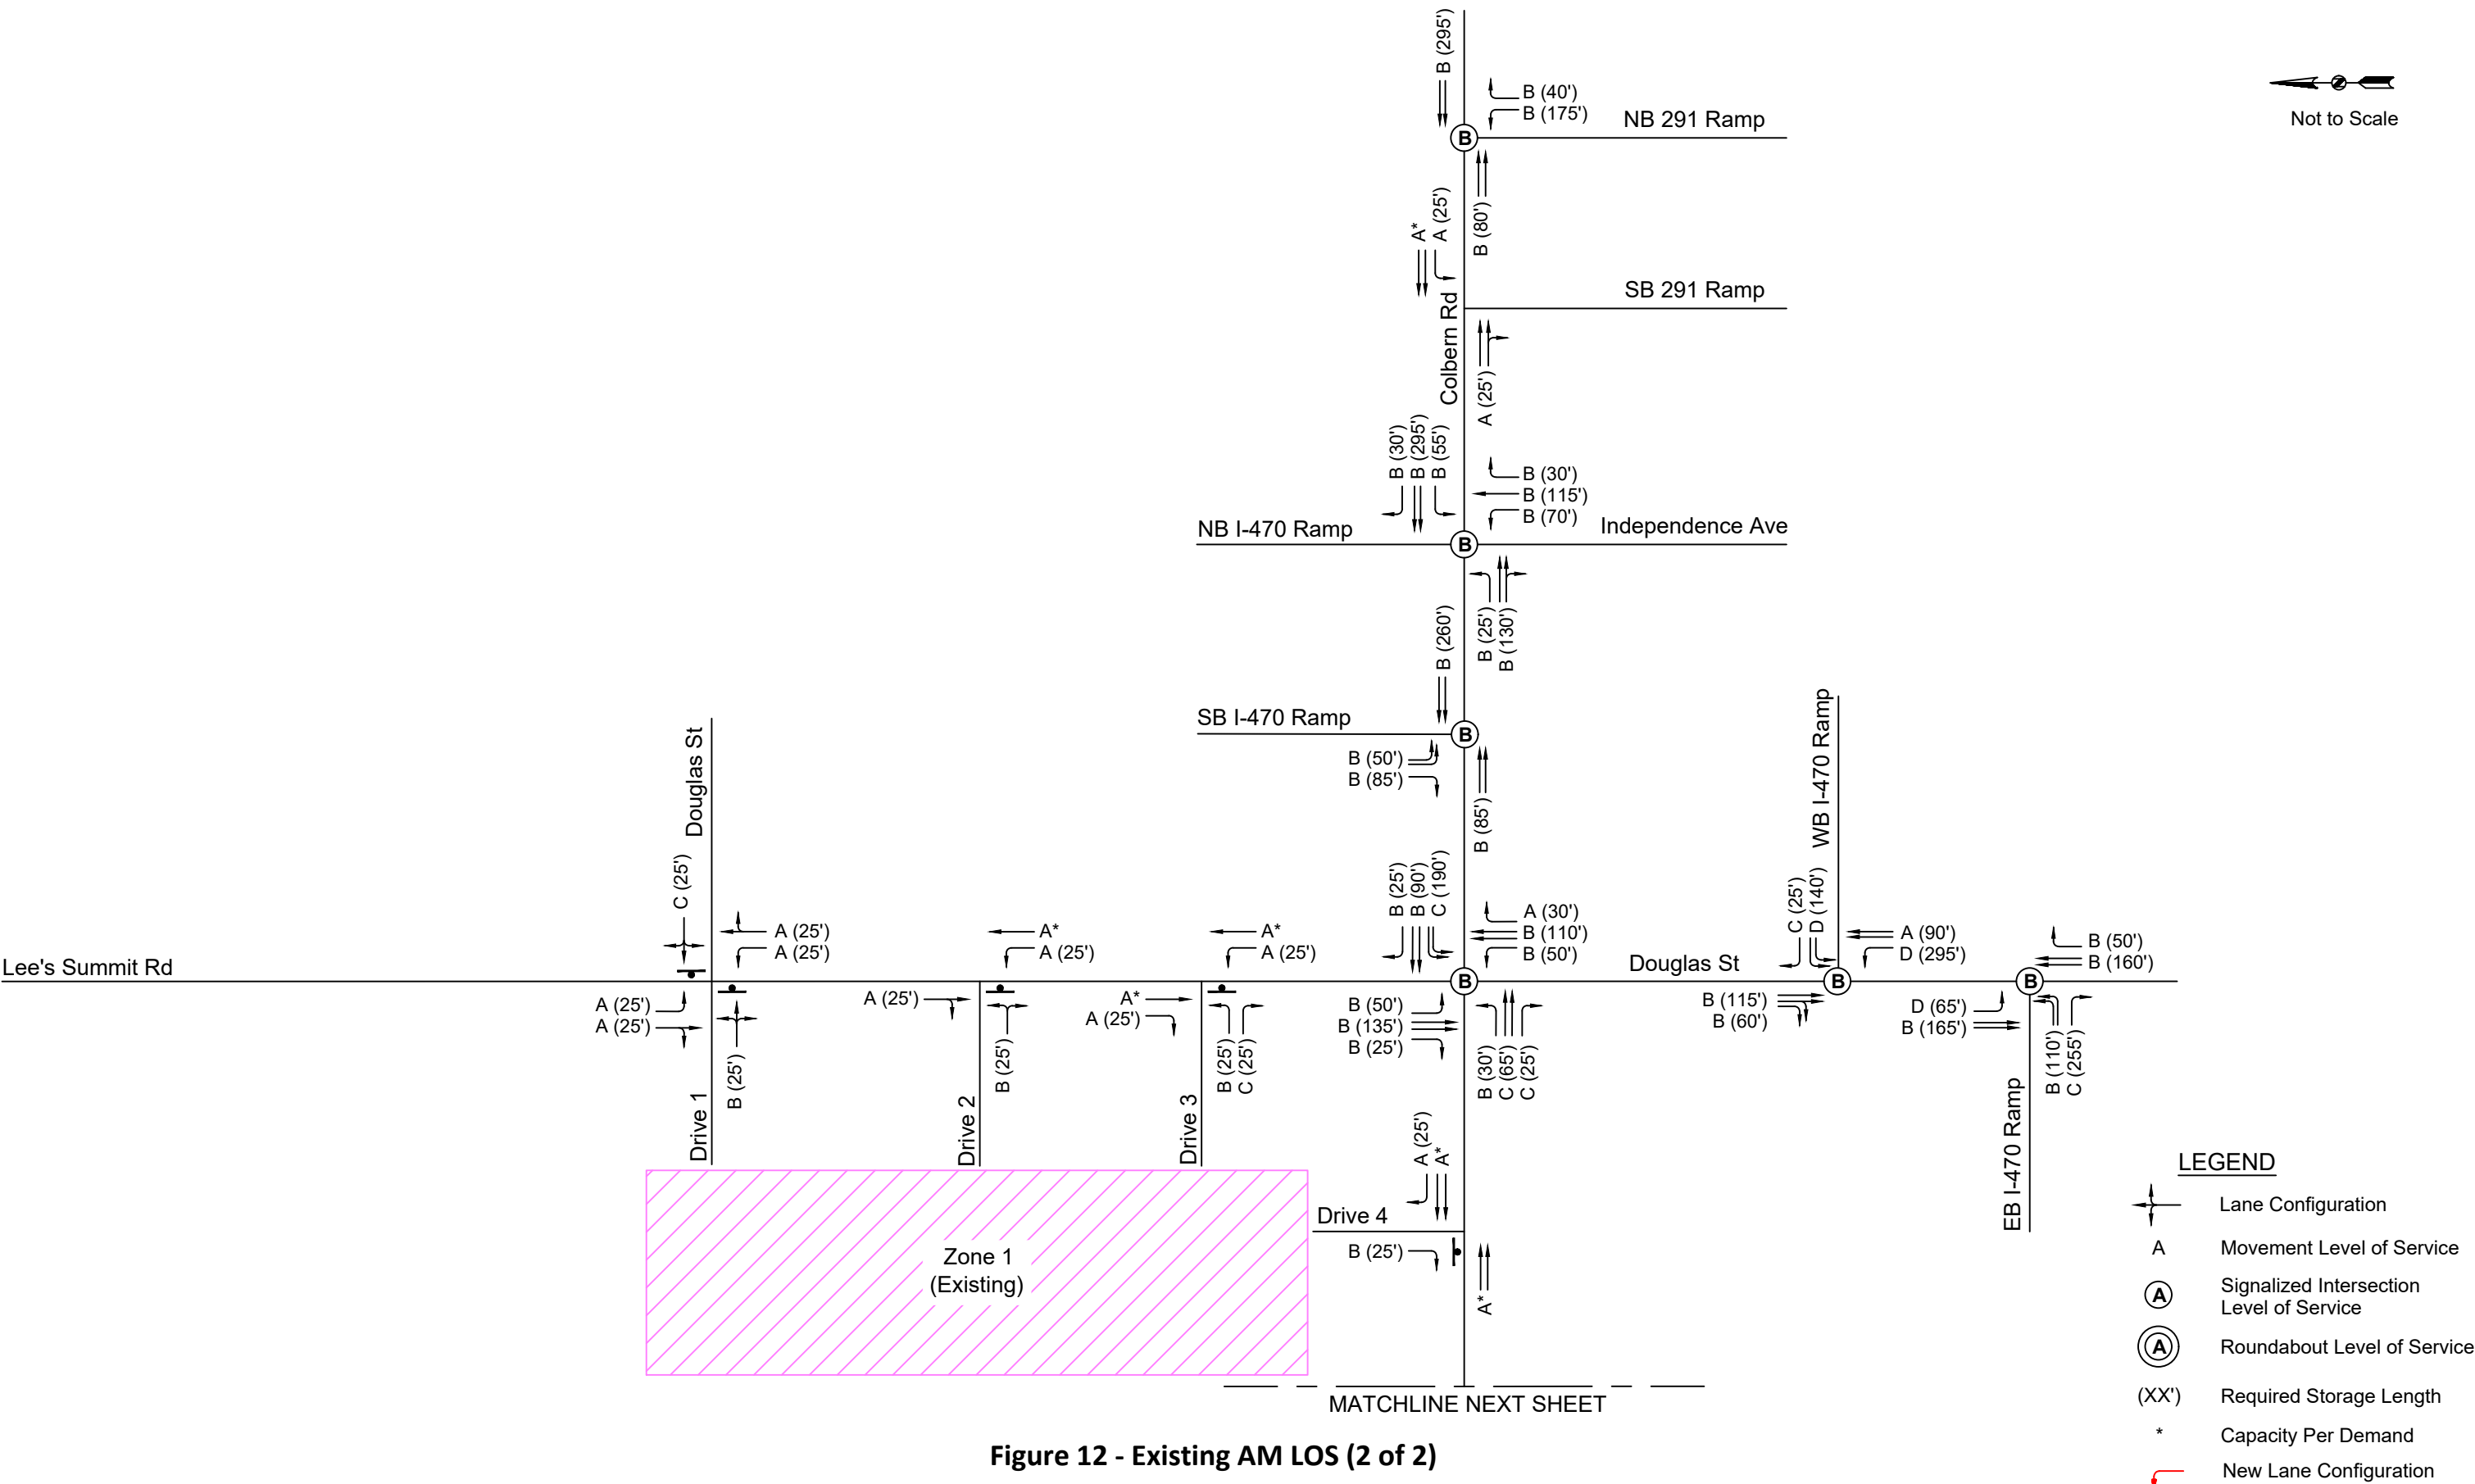 B (295')
B (40')
B (175')
NB 291 Ramp
Not to Scale
B
A*
A (25')
B (80')
SB 291 Ramp
Colbern Rd
A (25')
B (30')
B (295')
B (55')
B (30')
B (115')
B (70')
NB I-470 Ramp
Independence Ave
B
B (260')
B (25')
B (130')
SB I-470 Ramp
B
B (50')
B (85')
B (85')
Douglas St
WB I-470 Ramp
C (25')
A (25')
A (25')
A*
A (25')
A*
A (25')
B (25')
B (90')
C (190')
A (30')
B (110')
B (50')
C (25')
D (140')
A (90')
D (295')
B (50')
B (160')
Lee's Summit Rd
Douglas St
B
B
B
A (25')
A (25')
B (25')
A (25')
B (25')
A*
A (25')
B (25')
C (25')
B (50')
B (135')
B (25')
B (30')
C (65')
C (25')
B (115')
B (60')
D (65')
B (165')
B (110')
C (255')
Drive 1
Drive 2
Drive 3
EB I-470 Ramp
A (25')
A*
Drive 4
B (25')
A*
Zone 1
(Existing)
LEGEND
Lane Configuration
A Movement Level of Service
A Signalized Intersection
Level of Service
A Roundabout Level of Service
(XX') Required Storage Length
* Capacity Per Demand
New Lane Configuration
MATCHLINE NEXT SHEET
Figure 12 - Existing AM LOS (2 of 2)